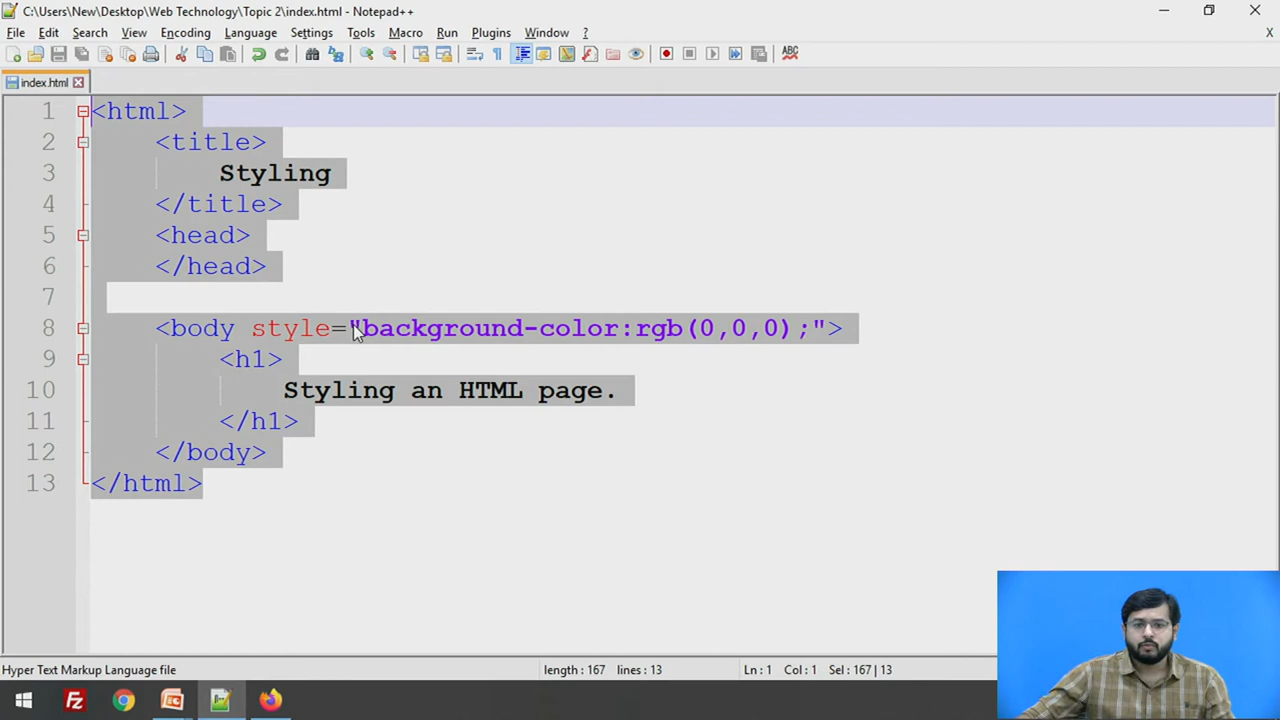 C:\Users\New\Desktop\Web Technology\Topic 2\index.html - Notepad++
File Edit Search View Encoding Language Settings Tools Macro Run Plugins Window ? X
ABC
index.html
1 <html>
2 <title>
3 Styling
4 </title>
5 <head>
6 </head>
7
8 <body style="background-color:rgb(0,0,0);">
9 <h1>
10 Styling an HTML page.
11 </h1>
12 </body>
13 </html>
Hyper Text Markup Language file length : 167 lines : 13 Ln : 1 Col : 1 Sel : 167 | 13
Fz